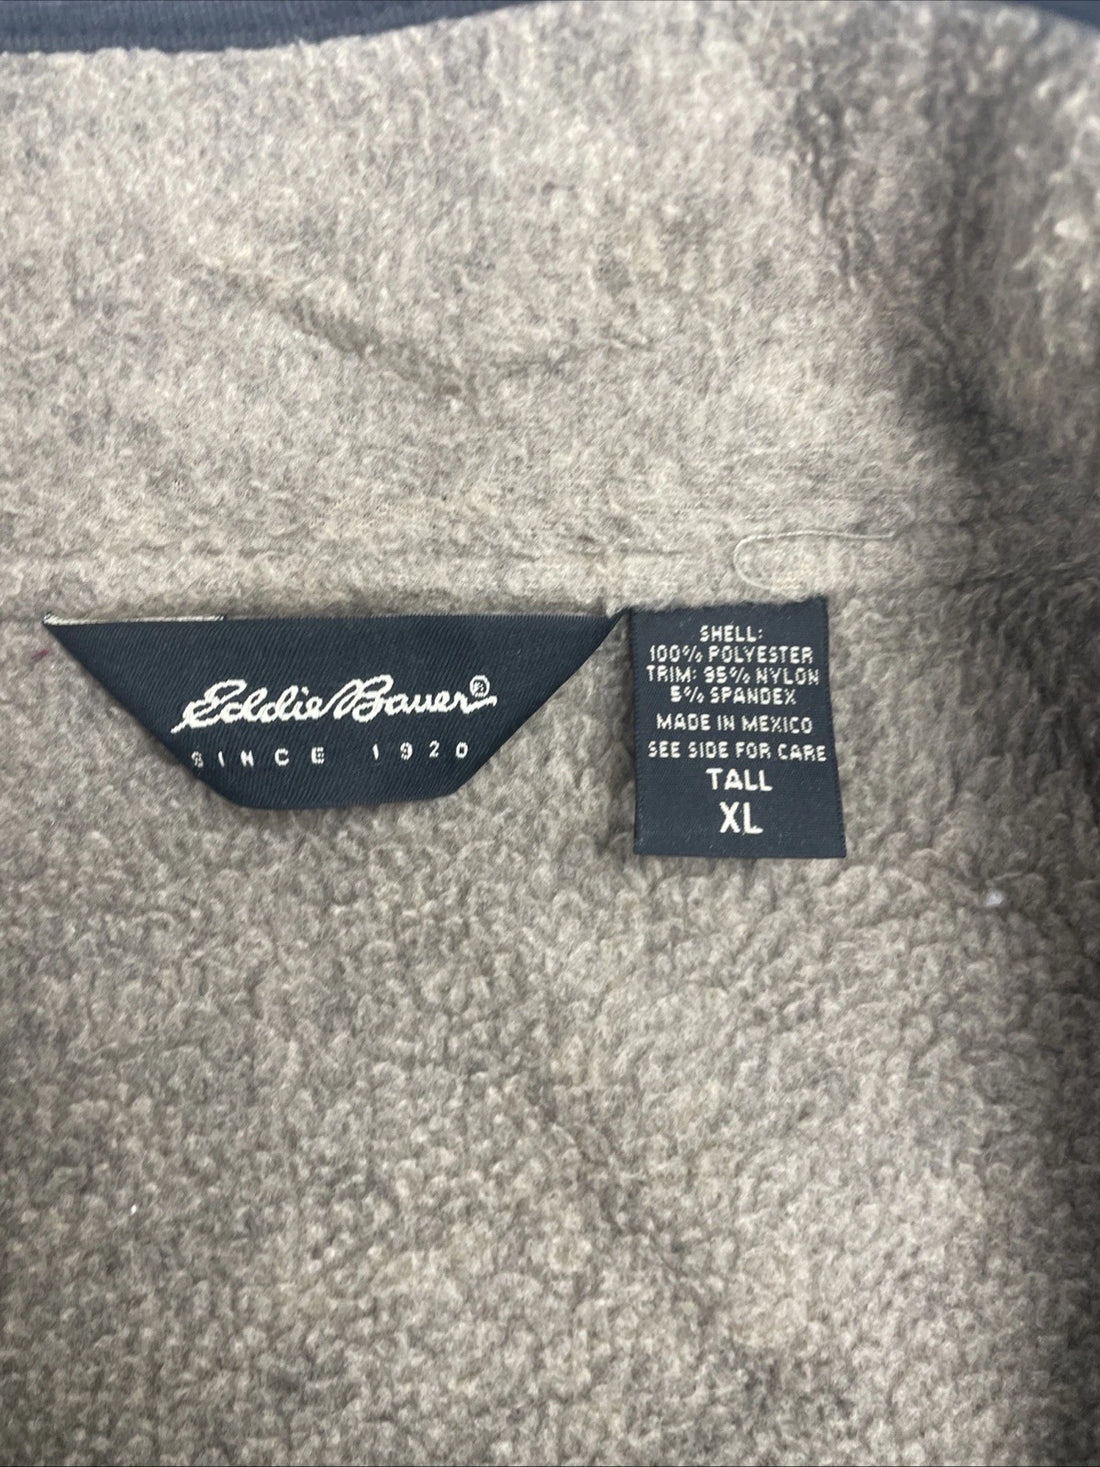 Eddie Bauer®
SINCE 1920
SHELL:
100% POLYESTER
TRIM: 95% NYLON
5% SPANDEX
MADE IN MEXICO
SEE SIDE FOR CARE
TALL
XL